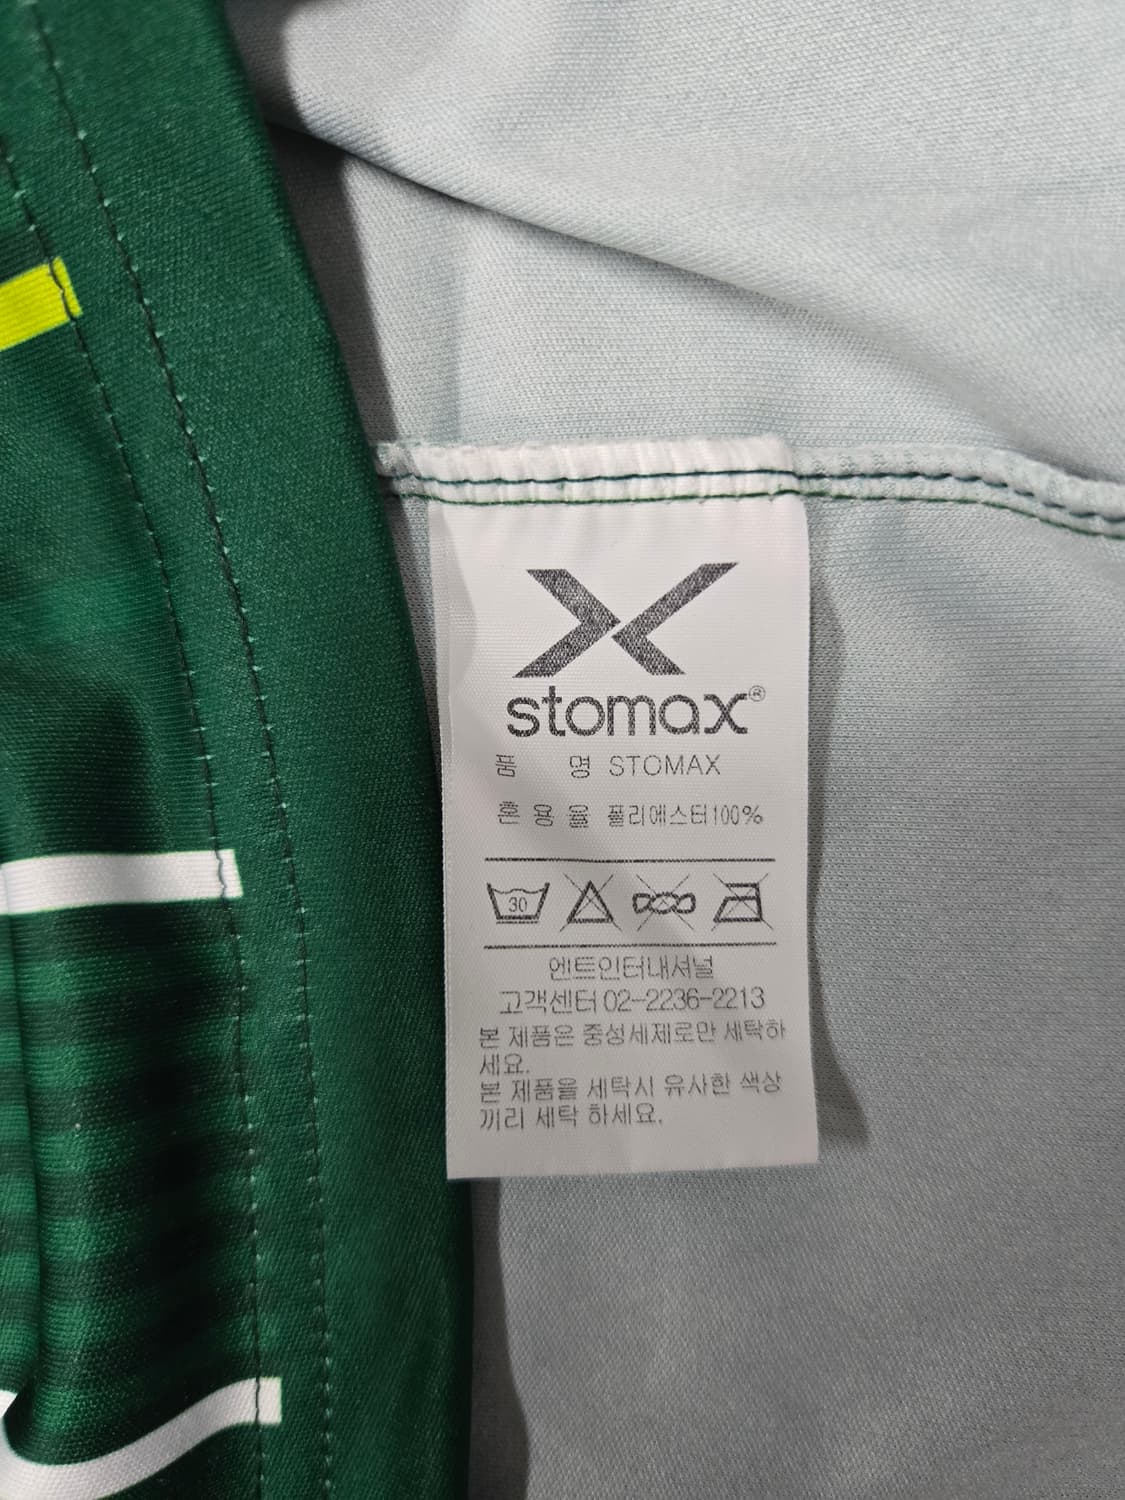 stomax®
품 명 STOMAX
혼 용 율 폴리에스터100%
30
엔트인터내셔널
고객센터 02-2236-2213
본 제품은 중성세제로만 세탁하
세요.
본 제품을 세탁시 유사한 색상
끼리 세탁 하세요.